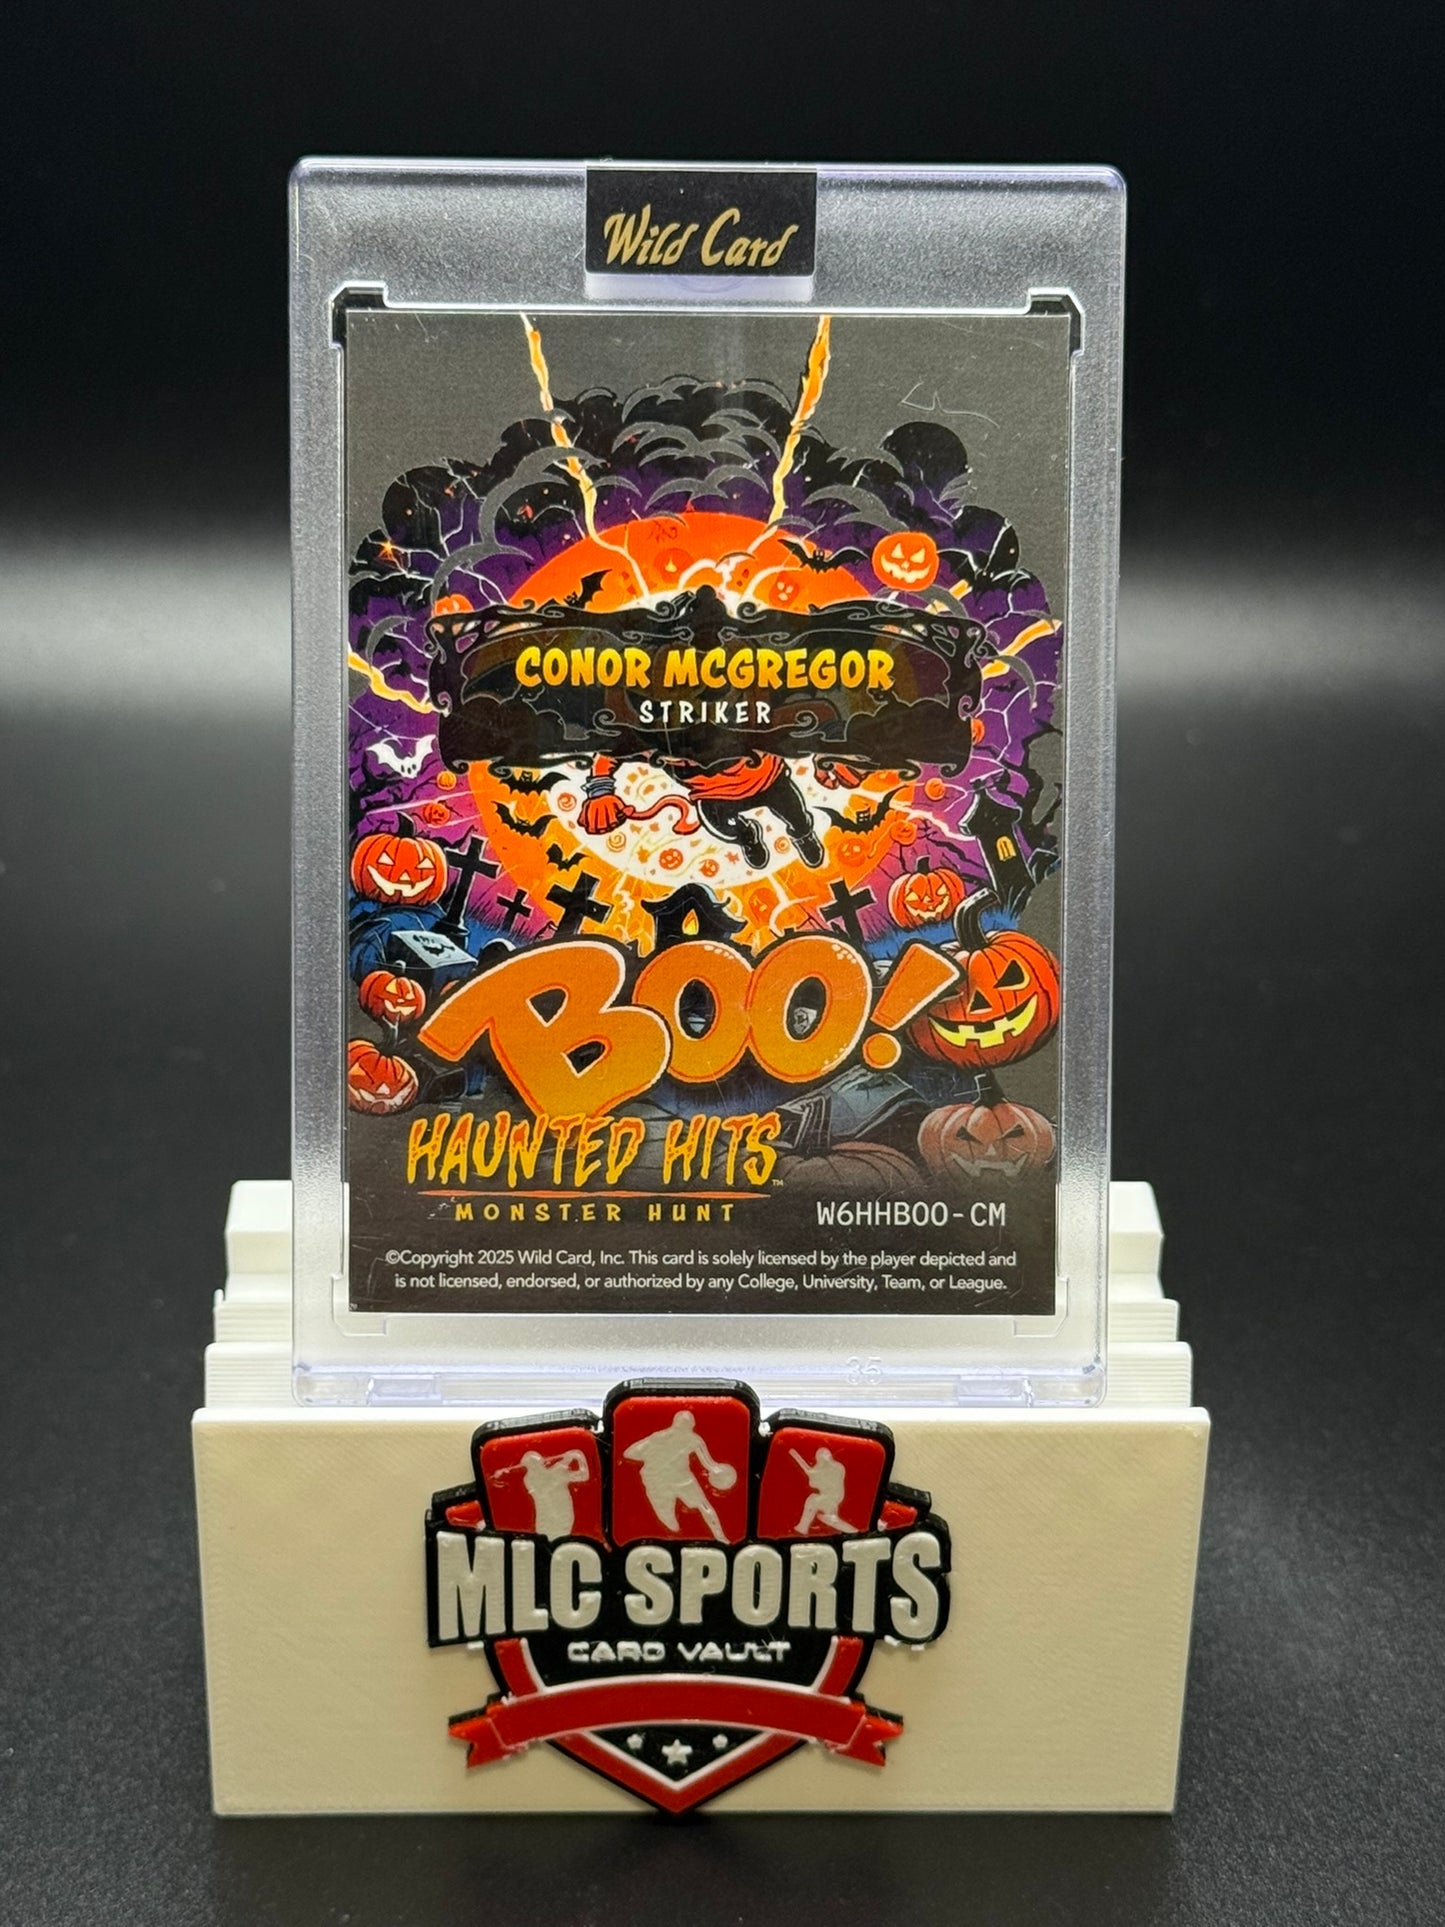 Wild Card
CONOR MCGREGOR
STRIKER
BOO!
HAUNTED HITS™
MONSTER HUNT
W6HHBOO-CM
©Copyright 2025 Wild Card, Inc. This card is solely licensed by the player depicted and
is not licensed, endorsed, or authorized by any College, University, Team, or League.
35
MLC SPORTS
CARD VAULT